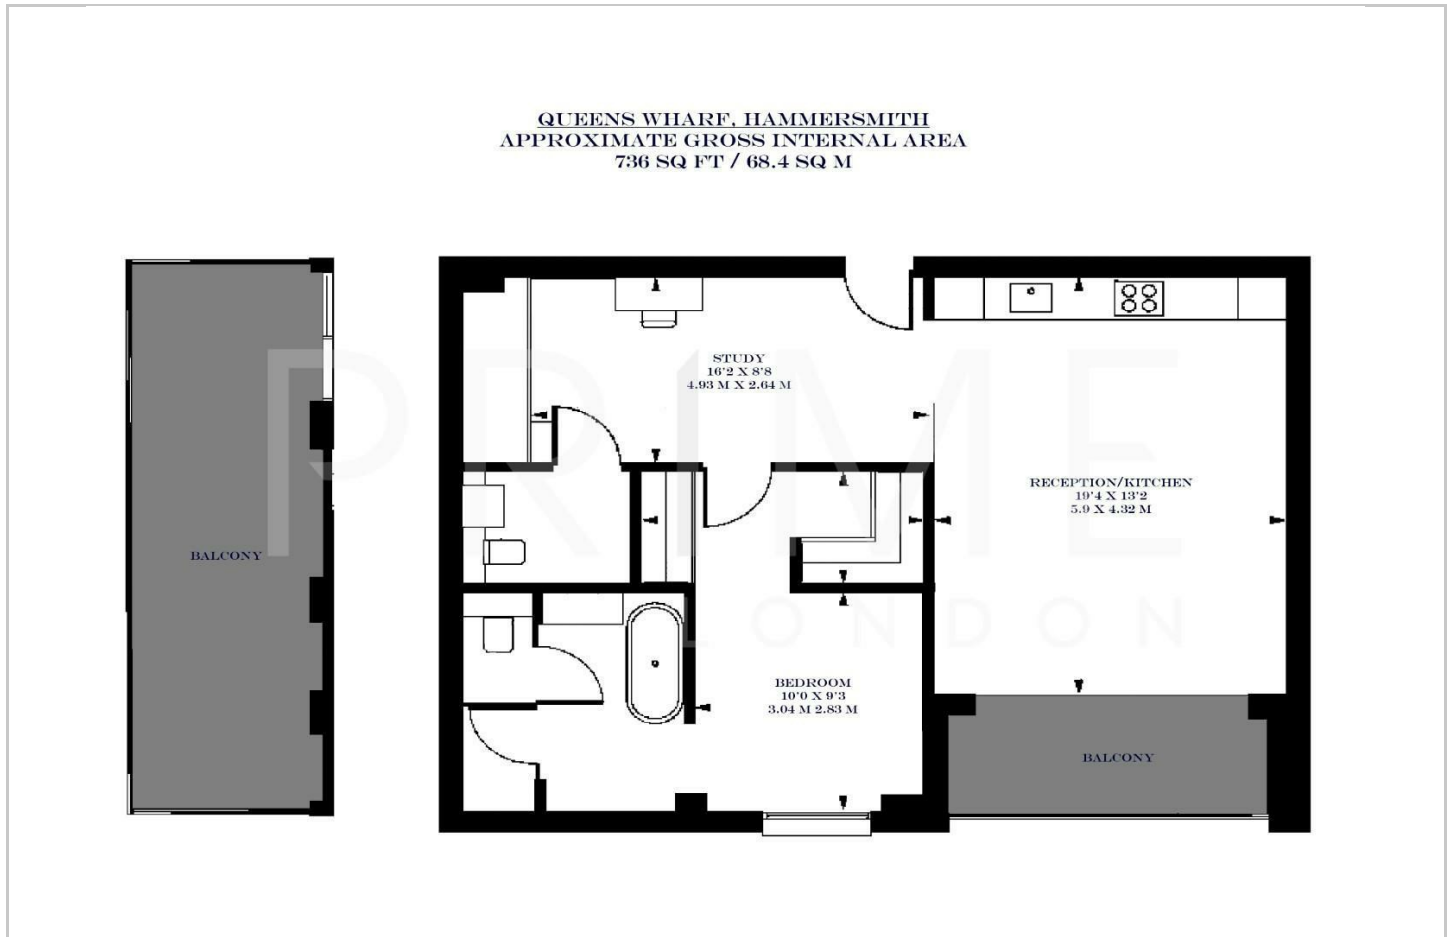 QUEENS WHARF, HAMMERSMITH
APPROXIMATE GROSS INTERNAL AREA
736 SQ FT / 68.4 SQ M
STUDY
16'2 X 8'8
4.93 M X 2.64 M
RECEPTION/KITCHEN
19'4 X 13'2
5.9 X 4.32 M
BALCONY
BEDROOM
10'0 X 9'3
3.04 M 2.83 M
BALCONY
PRIME
LONDON